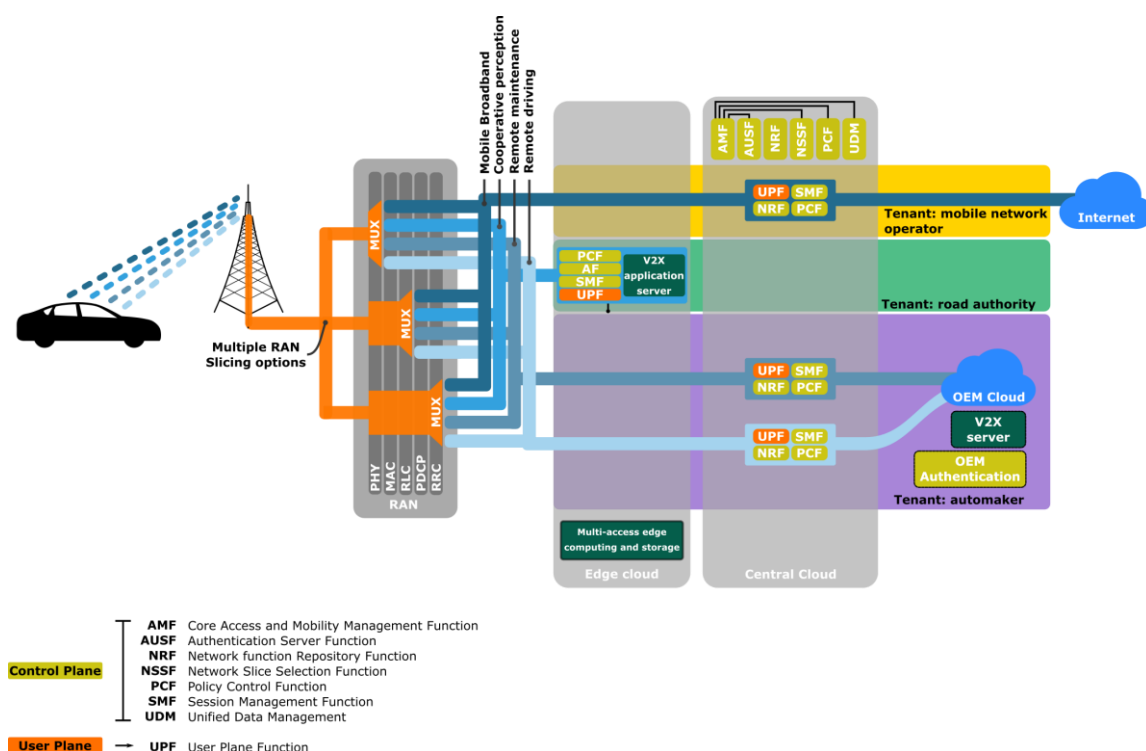 Mobile Broadband
Cooperative perception
Remote maintenance
Remote driving
AMF
AUSF
NRF
NSSF
PCF
UDM
UPF SMF
NRF PCF
Internet
Tenant: mobile network
operator
MUX
PCF
AF
SMF
UPF
V2X
application
server
Tenant: road authority
MUX
Multiple RAN
Slicing options
UPF SMF
NRF PCF
OEM Cloud
MUX
V2X
server
UPF SMF
NRF PCF
OEM
Authentication
Tenant: automaker
PHY
MAC
RLC
PDCP
RRC
RAN
Multi-access edge
computing and storage
Edge cloud
Central Cloud
Control Plane
AMF Core Access and Mobility Management Function
AUSF Authentication Server Function
NRF Network function Repository Function
NSSF Network Slice Selection Function
PCF Policy Control Function
SMF Session Management Function
UDM Unified Data Management
User Plane
UPF User Plane Function